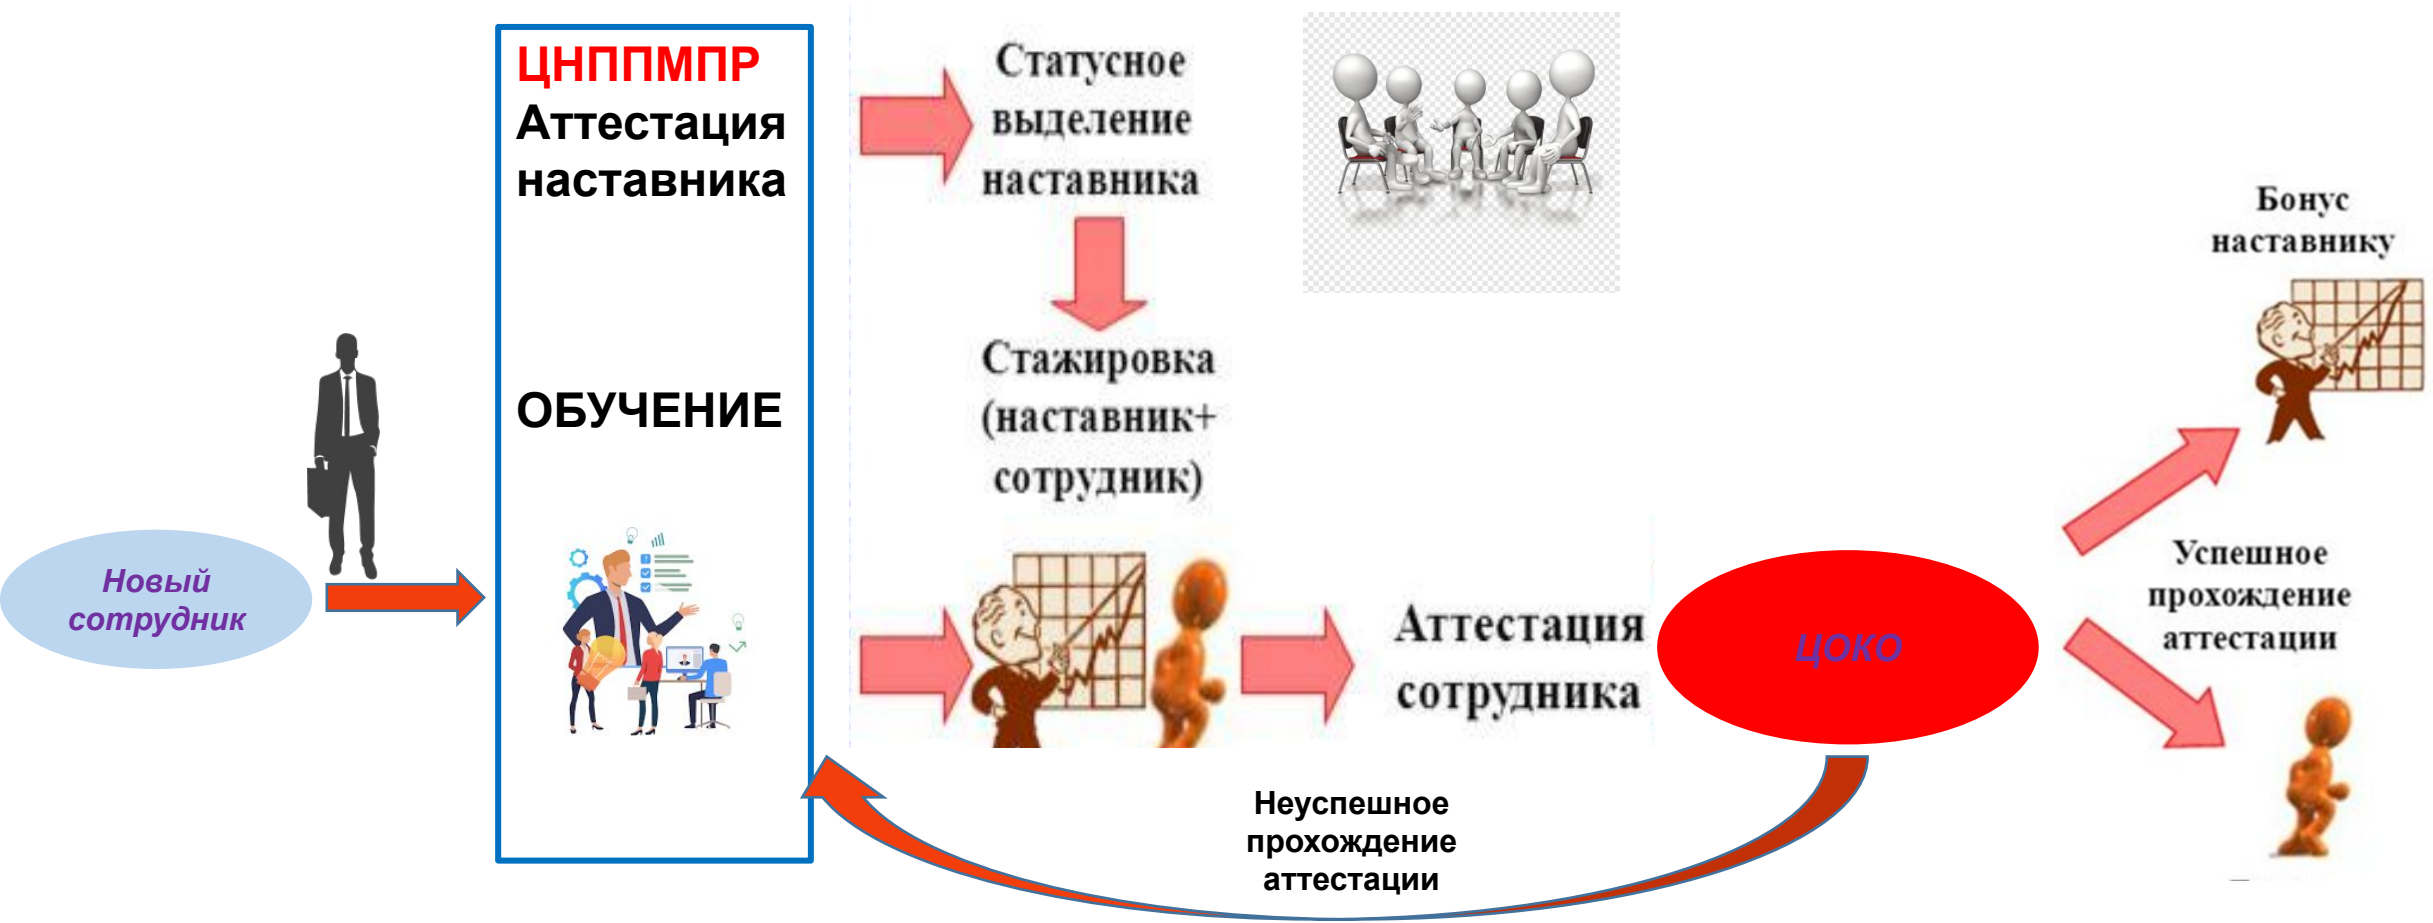 ЦНППМПР
Аттестация
наставника
ОБУЧЕНИЕ
Новый
сотрудник
Статусное
выделение
наставника
Стажировка
(наставник+
сотрудник)
Аттестация
сотрудника
ЦОКО
Бонус
наставнику
Успешное
прохождение
аттестации
Неуспешное
прохождение
аттестации